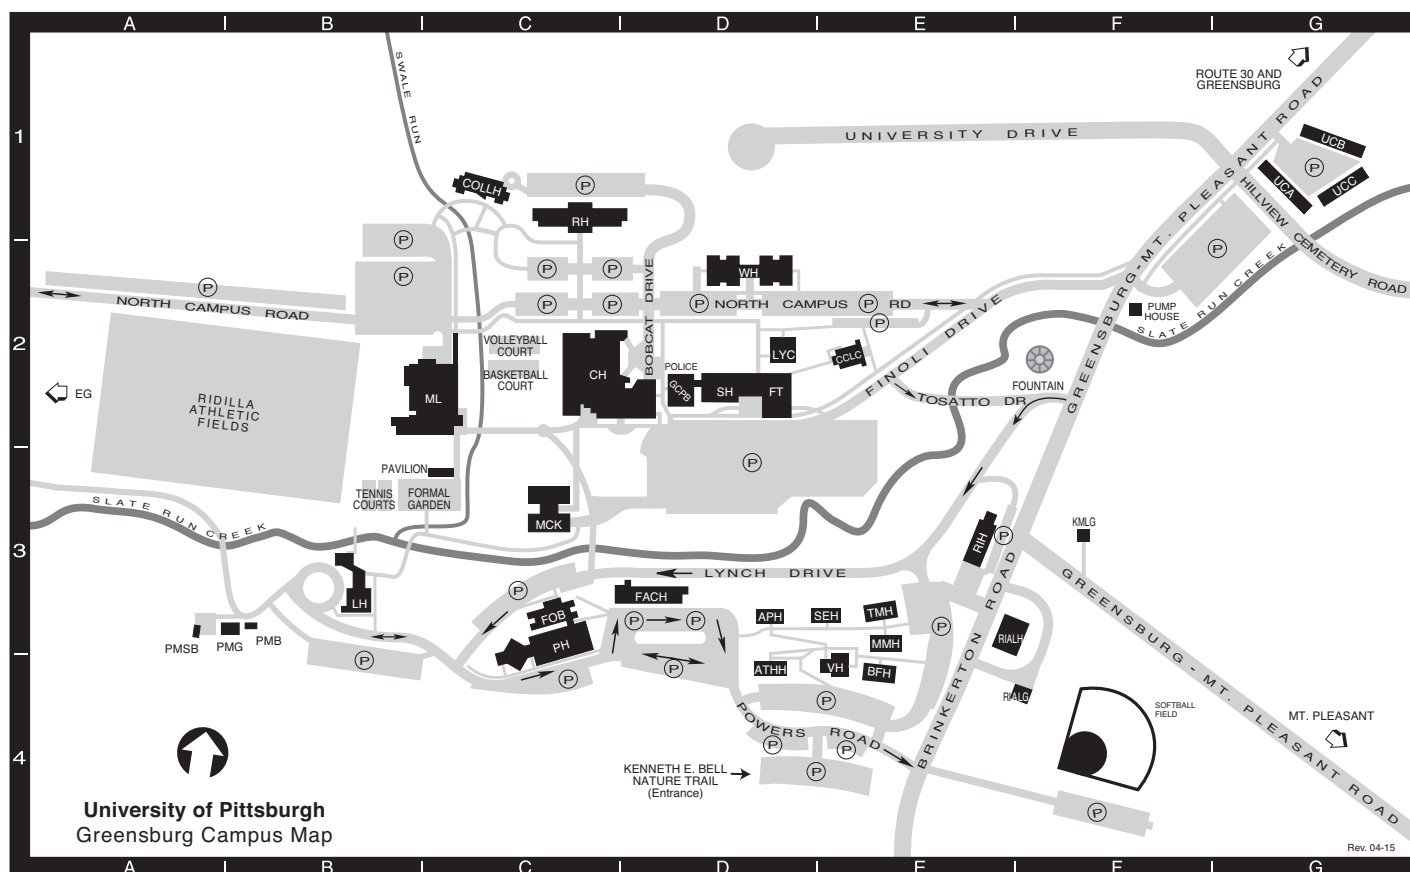 A B C D E F G
ROUTE 30 AND
GREENSBURG
SWALE RUN
1
UNIVERSITY DRIVE
GREENSBURG-MT. PLEASANT ROAD
UCB
P
UCA
UCC
COLLH
P
RH
HILLVIEW CEMETERY ROAD
P
P
P
P
P
WH
BOBCAT DRIVE
P
P
NORTH CAMPUS ROAD
P
P
P
NORTH CAMPUS
P
RD
P
FINOLI DRIVE
PUMP
HOUSE
SLATE RUN CREEK
2
VOLLEYBALL
COURT
BASKETBALL
COURT
CH
POLICE
GCPB
SH
FT
LYC
CCLC
FOUNTAIN
TOSATTO DR
EG
RIDILLA
ATHLETIC
FIELDS
ML
P
PAVILION
TENNIS
COURTS
FORMAL
GARDEN
MCK
SLATE RUN CREEK
3
RIH
P
KMLG
LH
P
LYNCH DRIVE
FACH
FOB
PH
P
P
APH
SEH
TMH
MMH
P
RIALH
GREENSBURG - MT. PLEASANT ROAD
PMSB
PMG
PMB
P
P
P
ATHH
VH
BFH
RIALG
BRINKERTON ROAD
P
POWERS ROAD
P
P
P
SOFTBALL
FIELD
MT. PLEASANT
4
KENNETH E. BELL
NATURE TRAIL
(Entrance)
P
University of Pittsburgh
Greensburg Campus Map
Rev. 04-15
A B C D E F G